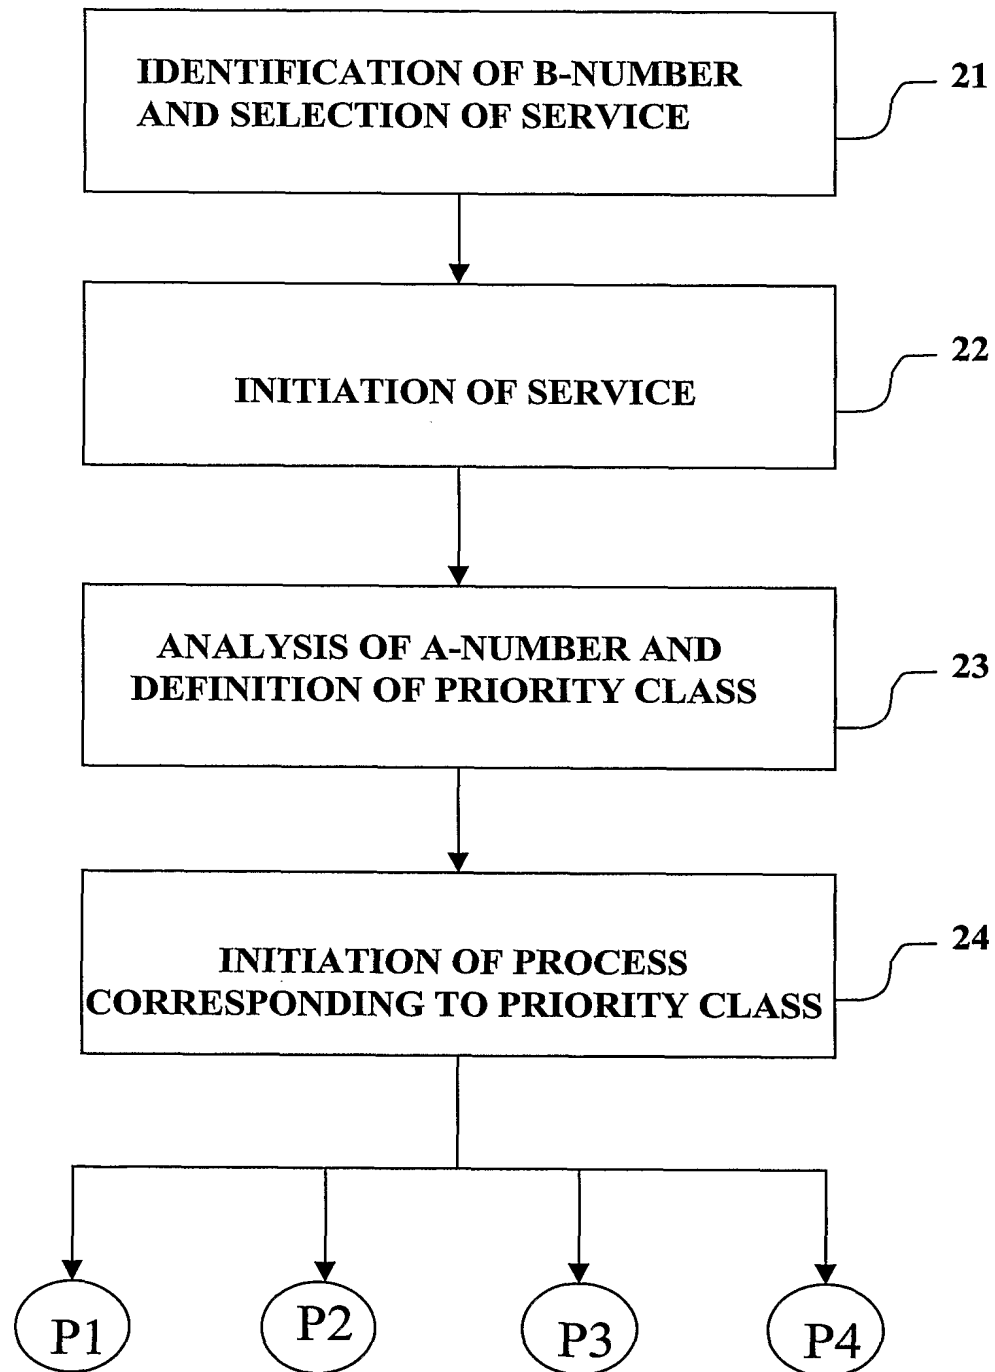 IDENTIFICATION OF B-NUMBER
AND SELECTION OF SERVICE
21
INITIATION OF SERVICE
22
ANALYSIS OF A-NUMBER AND
DEFINITION OF PRIORITY CLASS
23
INITIATION OF PROCESS
CORRESPONDING TO PRIORITY CLASS
24
P1 P2 P3 P4